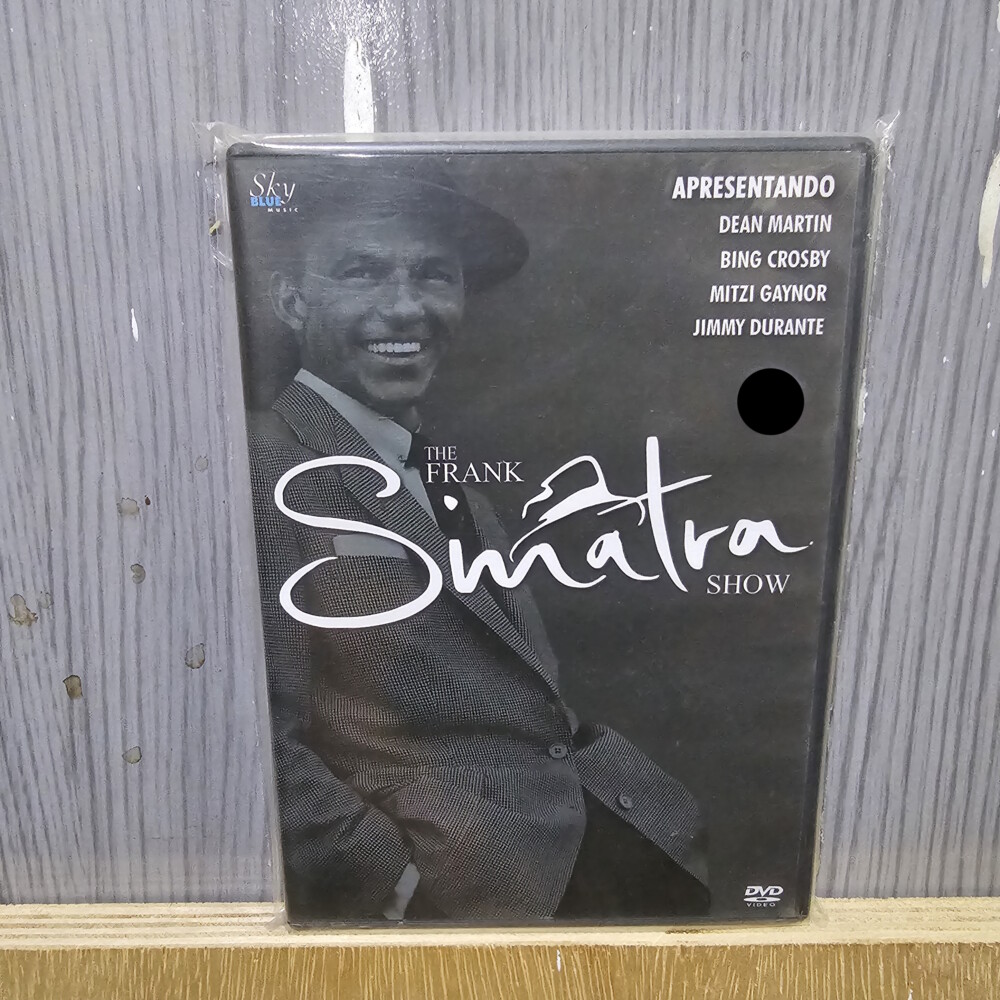 Sky
BLUE
MUSIC
APRESENTANDO
DEAN MARTIN
BING CROSBY
MITZI GAYNOR
JIMMY DURANTE
THE
FRANK
Sinatra
SHOW
DVD
VIDEO